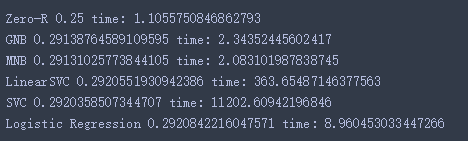 Zero-R 0.25 time: 1.1055750846862793
GNB 0.29138764589109595 time: 2.34352445602417
MNB 0.29131025773844105 time: 2.083101987838745
LinearSVC 0.2920551930942386 time: 363.65487146377563
SVC 0.2920358507344707 time: 11202.60942196846
Logistic Regression 0.2920842216047571 time: 8.960453033447266